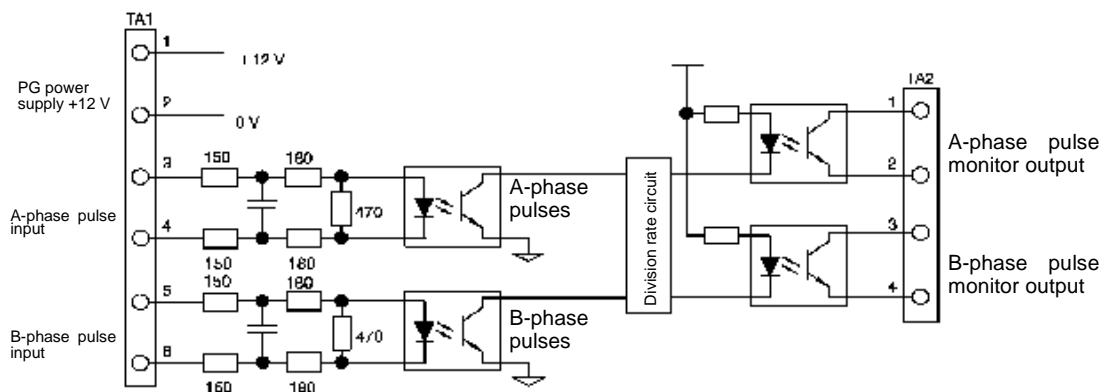 TA1
1
+12 V
PG power
supply +12 V
2
0 V
3
150
180
A-phase pulse
input
4
470
150
180
A-phase
pulses
5
150
180
B-phase pulse
input
6
470
150
180
B-phase
pulses
Division rate circuit
TA2
1
2
A-phase pulse
monitor output
3
4
B-phase pulse
monitor output